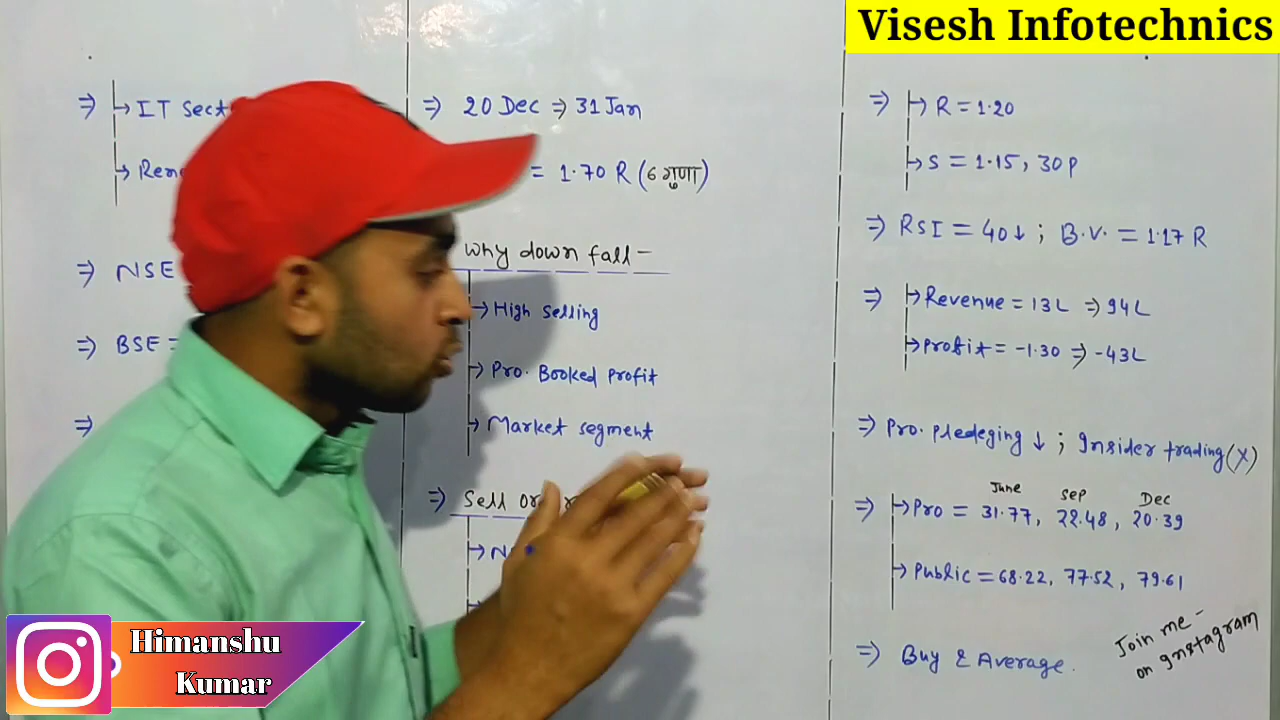 Visesh Infotechnics
⇒ IT Sect
⇒ NSE
⇒ BSE =
⇒
⇒ 20 Dec ⇒ 31 Jan
= 1.70 R (6 गुणा)
Why down fall -
→ High selling
→ Pro. Booked profit
→ Market segment
⇒ Sell or
→ N
⇒ → R = 1.20
→ S = 1.15, 30P
⇒ RSI = 40↓ ; B.V. = 1.17 R
⇒ → Revenue = 13L ⇒ 94L
→ Profit = -1.30 ⇒ -43L
⇒ Pro. pledeging ↓ ; Insider trading (X)
June Sep Dec
⇒ → Pro = 31.77, 22.48, 20.39
→ Public = 68.22, 77.52, 79.61
⇒ Buy & Average.
Join me -
on Instagram
Himanshu
Kumar